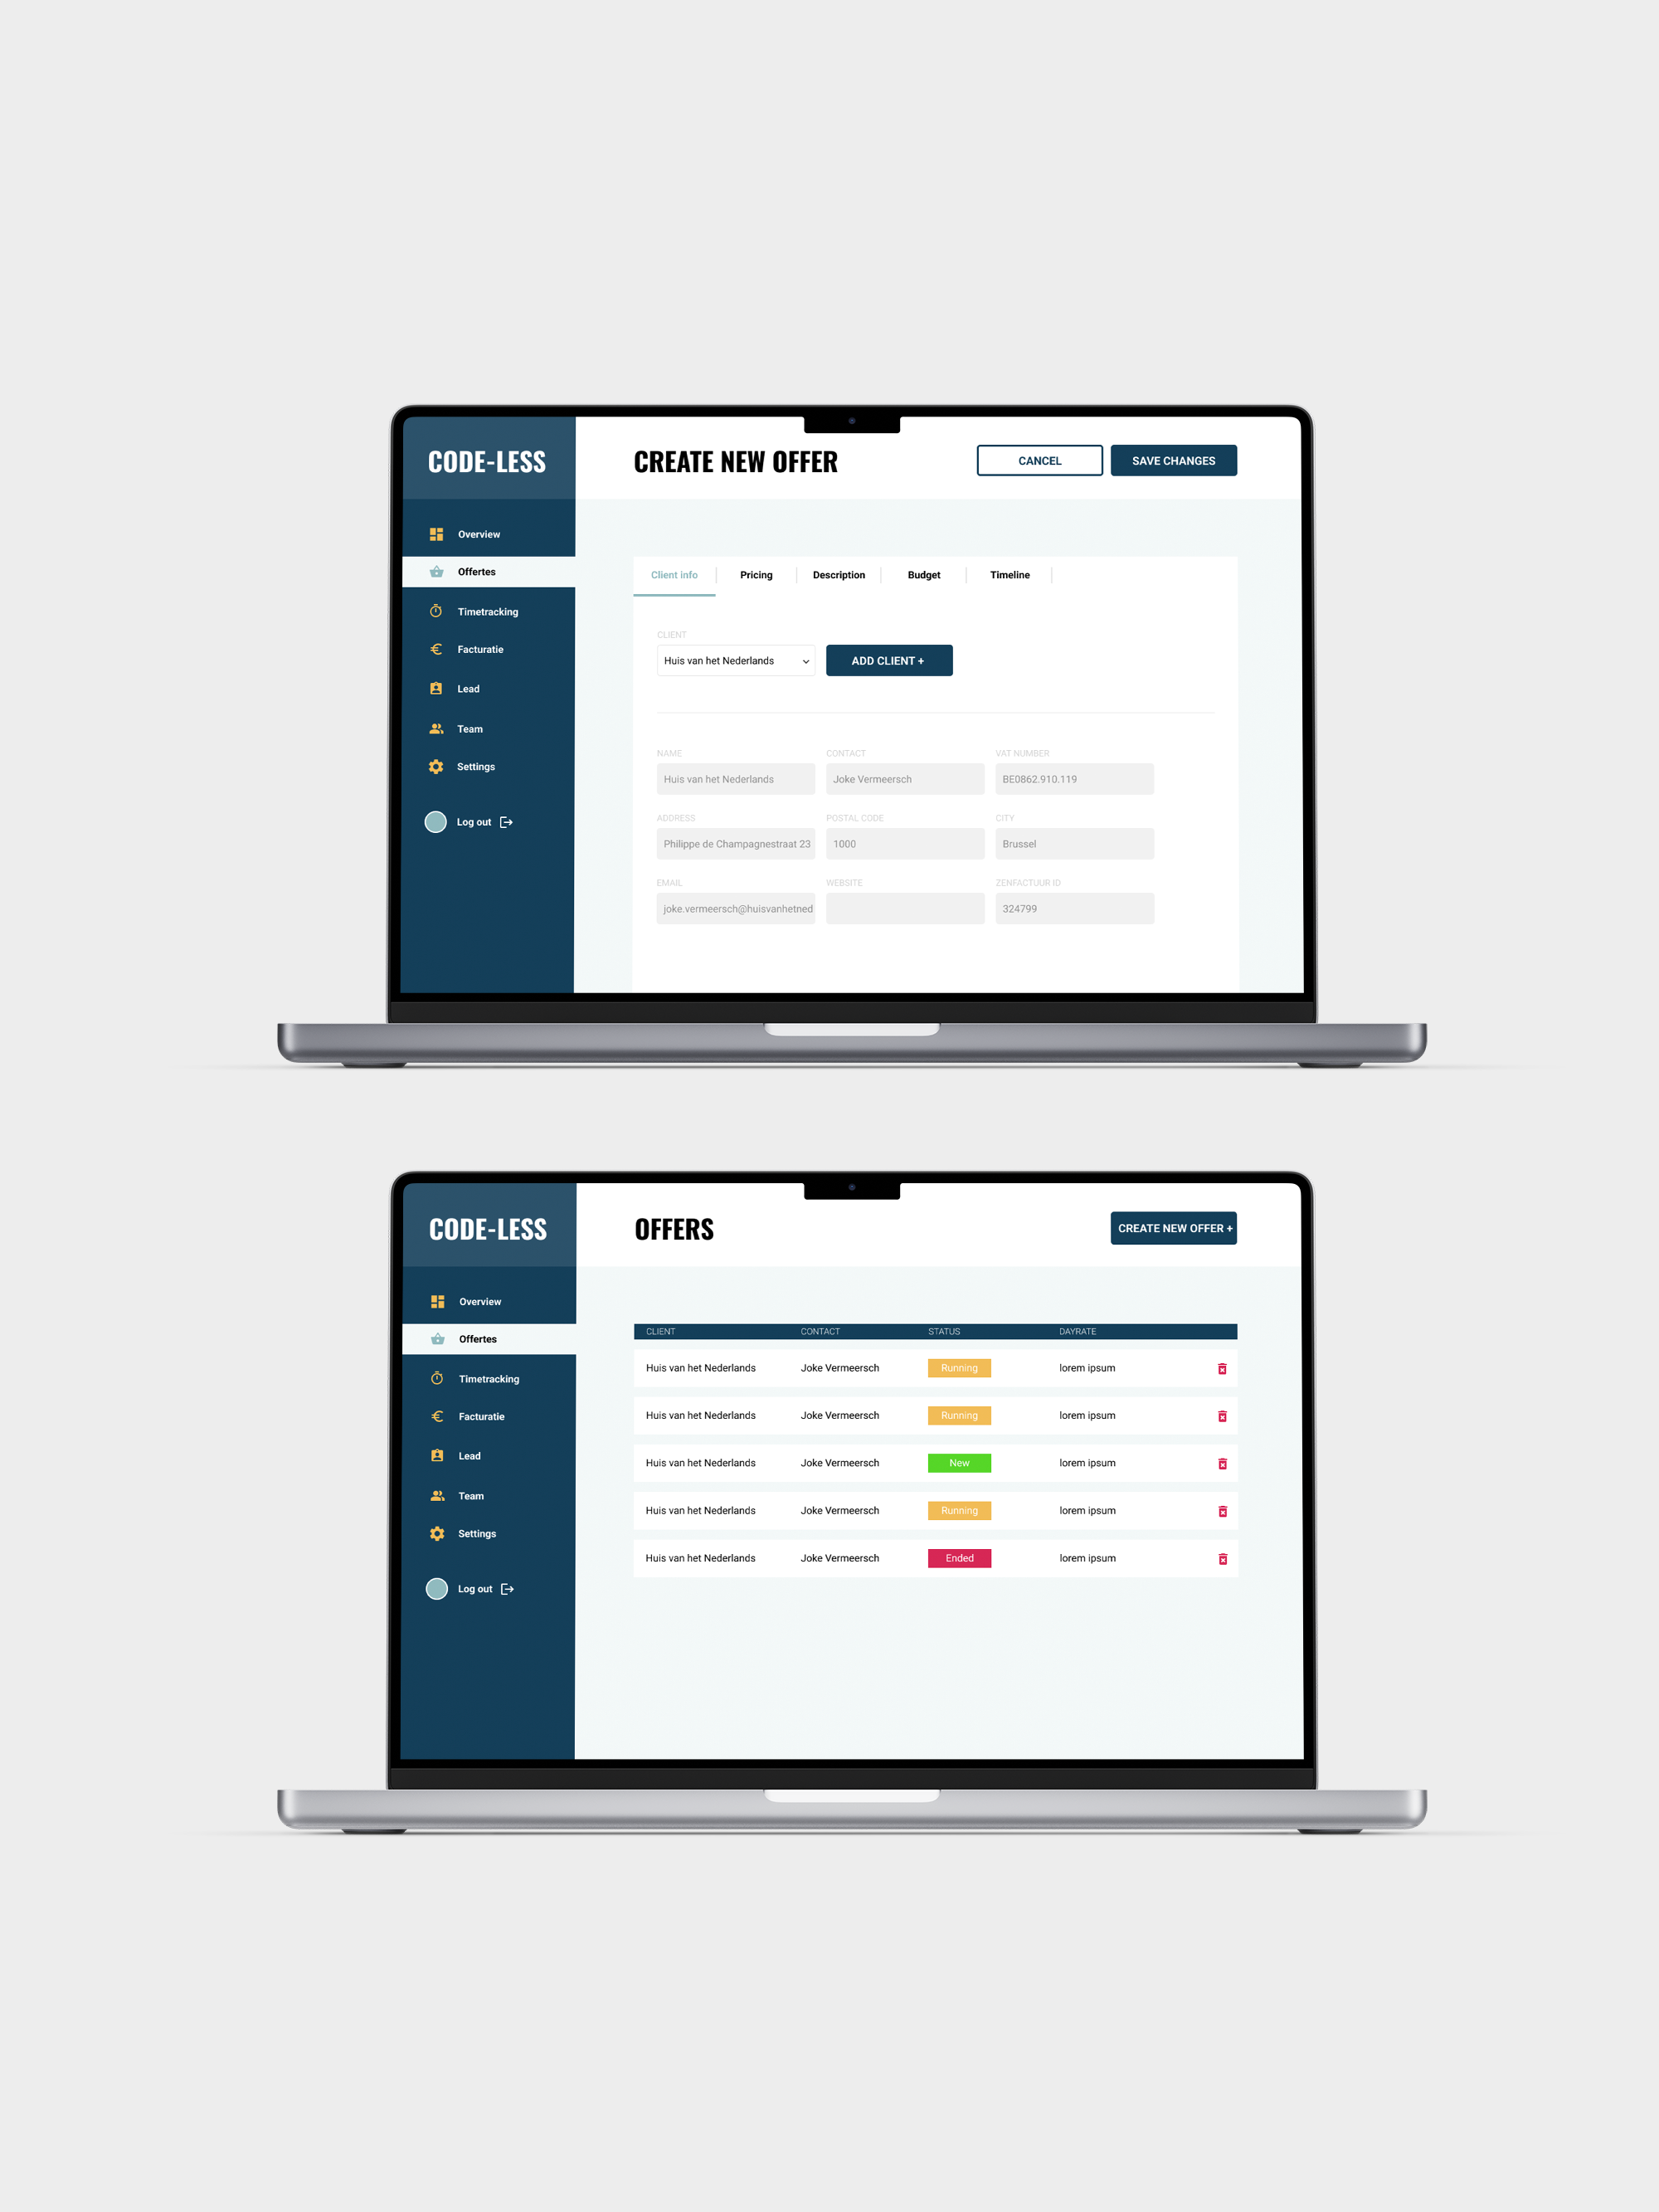 CODE-LESS
CREATE NEW OFFER
CANCEL
SAVE CHANGES
Overview
Offertes
Timetracking
Facturatie
Lead
Team
Settings
Log out
Client info
Pricing
Description
Budget
Timeline
CLIENT
Huis van het Nederlands
ADD CLIENT +
NAME
CONTACT
VAT NUMBER
Huis van het Nederlands
Joke Vermeersch
BE0862.910.119
ADDRESS
POSTAL CODE
CITY
Philippe de Champagnestraat 23
1000
Brussel
EMAIL
WEBSITE
ZENFACTUUR ID
joke.vermeersch@huisvanhetned
324799
CODE-LESS
OFFERS
CREATE NEW OFFER +
Overview
Offertes
Timetracking
Facturatie
Lead
Team
Settings
Log out
CLIENT CONTACT STATUS DAYRATE
Huis van het Nederlands Joke Vermeersch Running lorem ipsum
Huis van het Nederlands Joke Vermeersch Running lorem ipsum
Huis van het Nederlands Joke Vermeersch New lorem ipsum
Huis van het Nederlands Joke Vermeersch Running lorem ipsum
Huis van het Nederlands Joke Vermeersch Ended lorem ipsum